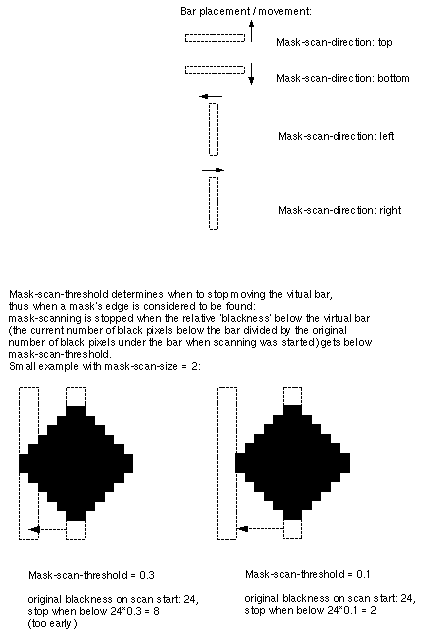 Bar placement / movement:
Mask-scan-direction: top
Mask-scan-direction: bottom
Mask-scan-direction: left
Mask-scan-direction: right
Mask-scan-threshold determines when to stop moving the vitual bar,
thus when a mask's edge is considered to be found:
mask-scanning is stopped when the relative 'blackness' below the virtual bar
(the current number of black pixels below the bar divided by the original
number of black pixels under the bar when scanning was started) gets below
mask-scan-threshold.
Small example with mask-scan-size = 2:
Mask-scan-threshold = 0.3
original blackness on scan start: 24,
stop when below 24*0.3 = 8
(too early)
Mask-scan-threshold = 0.1
original blackness on scan start: 24,
stop when below 24*0.1 = 2